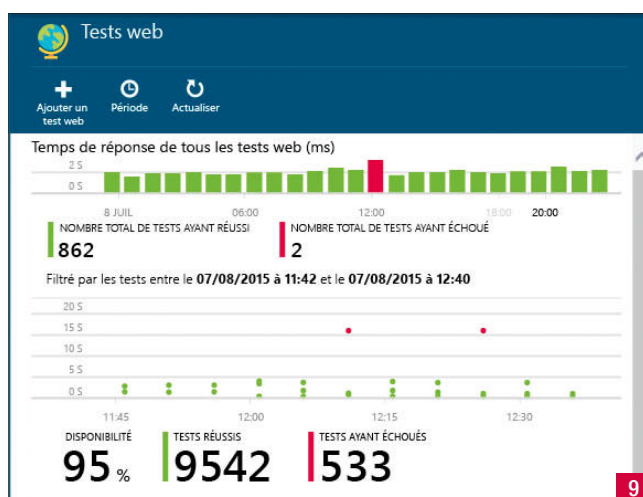 Tests web
Ajouter un test web
Période
Actualiser
Temps de réponse de tous les tests web (ms)
2 S
0 S
8 JUIL 06:00 12:00 18:00 20:00
NOMBRE TOTAL DE TESTS AYANT RÉUSSI
862
NOMBRE TOTAL DE TESTS AYANT ÉCHOUÉ
2
Filtré par les tests entre le 07/08/2015 à 11:42 et le 07/08/2015 à 12:40
20 S
15 S
10 S
5 S
0 S
11:45 12:00 12:15 12:30
DISPONIBILITÉ
95 %
TESTS RÉUSSIS
9542
TESTS AYANT ÉCHOUÉS
533
9